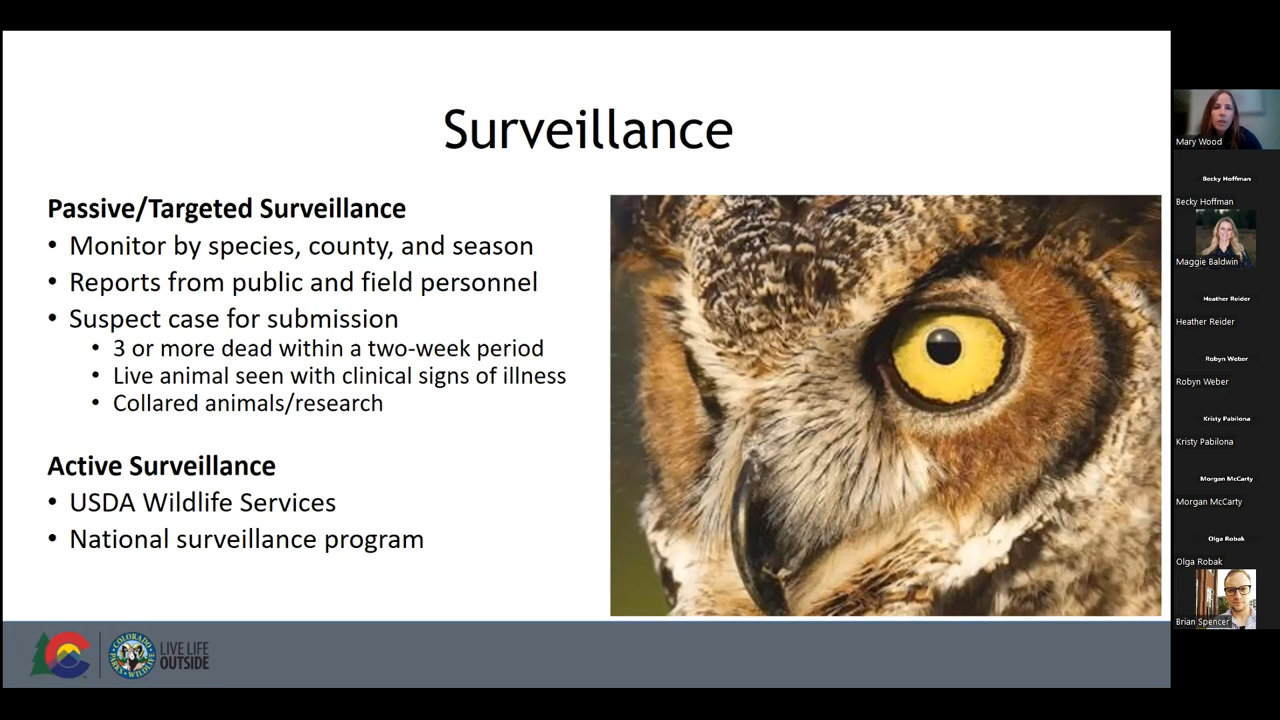 Surveillance
Passive/Targeted Surveillance
• Monitor by species, county, and season
• Reports from public and field personnel
• Suspect case for submission
• 3 or more dead within a two-week period
• Live animal seen with clinical signs of illness
• Collared animals/research
Active Surveillance
• USDA Wildlife Services
• National surveillance program
COLORADO
PARKS WILDLIFE
LIVE LIFE
OUTSIDE
Mary Wood
Becky Hoffman
Becky Hoffman
Maggie Baldwin
Heather Reider
Heather Reider
Robyn Weber
Robyn Weber
Kristy Pabilona
Kristy Pabilona
Morgan McCarty
Morgan McCarty
Olga Robak
Olga Robak
Brian Spencer